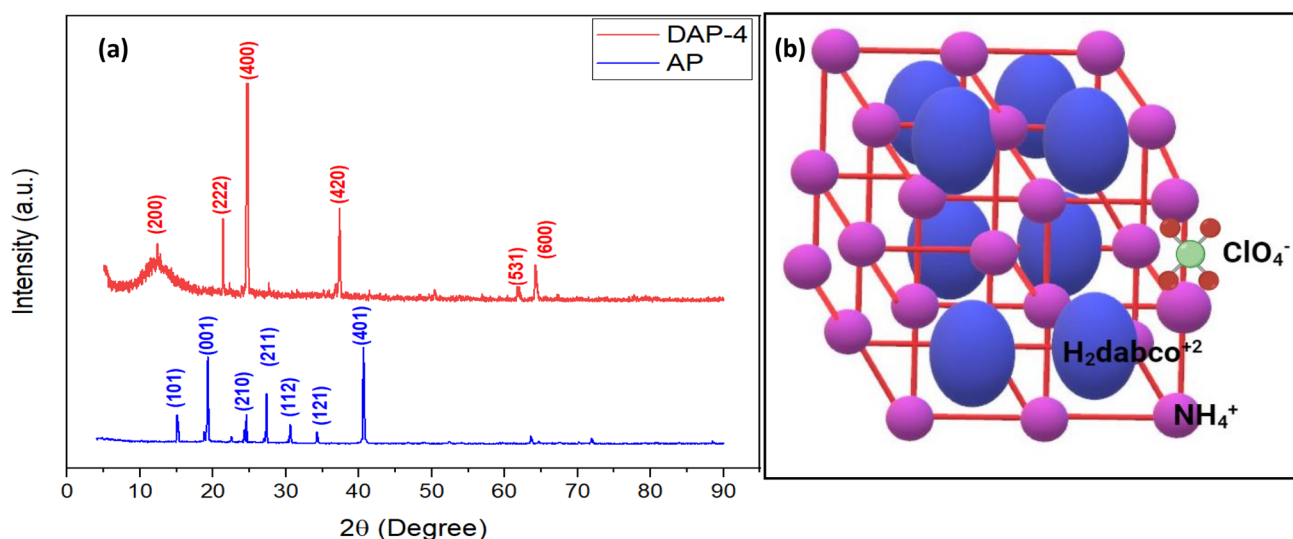 (a)
DAP-4
AP
Intensity (a.u.)
(200)
(222)
(400)
(420)
(531)
(600)
(101)
(001)
(210)
(211)
(112)
(121)
(401)
0 10 20 30 40 50 60 70 80 90
2θ (Degree)
(b)
ClO₄⁻
H₂dabco⁺²
NH₄⁺